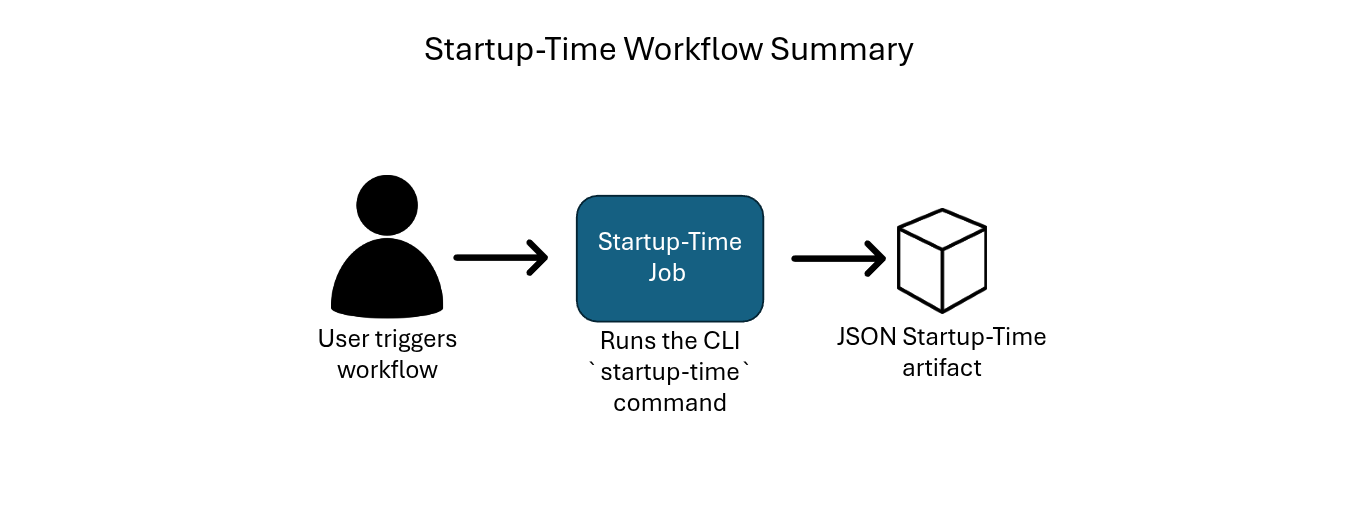 Startup-Time Workflow Summary
Startup-Time
Job
User triggers
workflow
Runs the CLI
`startup-time`
command
JSON Startup-Time
artifact